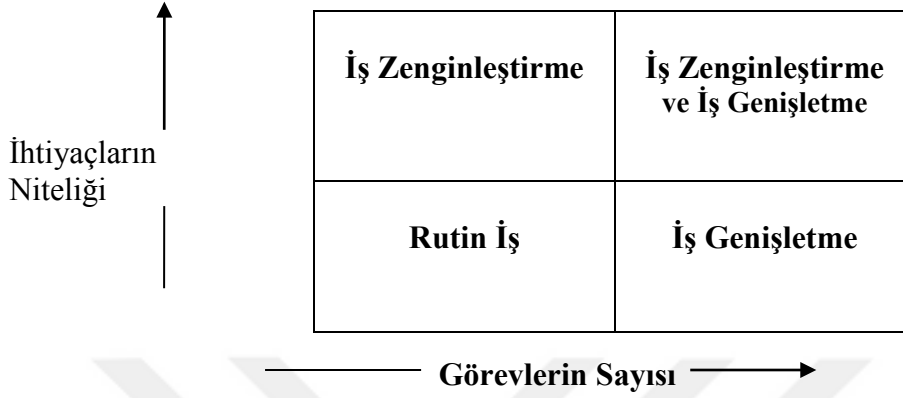 İş Zenginleştirme
İş Zenginleştirme
ve İş Genişletme
İhtiyaçların
Niteliği
Rutin İş
İş Genişletme
Görevlerin Sayısı